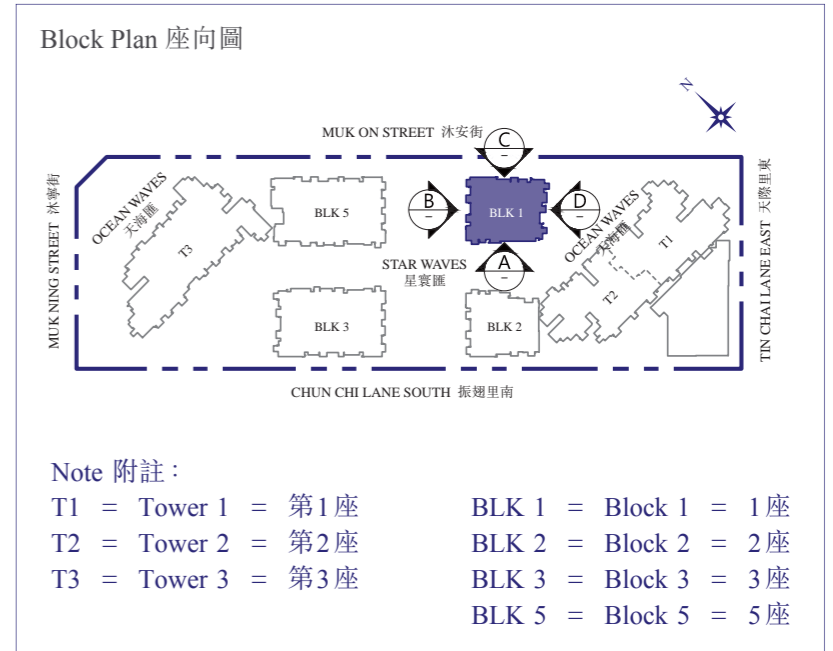 Block Plan 座向圖
N
MUK ON STREET 沐安街
C
–
MUK NING STREET 沐寧街
OCEAN WAVES
天海匯
T3
BLK 5
B
–
BLK 1
D
–
OCEAN WAVES
天海匯
T1
TIN CHAI LANE EAST 天際里東
STAR WAVES
星寰匯
A
–
T2
BLK 3
BLK 2
CHUN CHI LANE SOUTH 振翅里南
Note 附註：
T1 = Tower 1 = 第1座
T2 = Tower 2 = 第2座
T3 = Tower 3 = 第3座
BLK 1 = Block 1 = 1座
BLK 2 = Block 2 = 2座
BLK 3 = Block 3 = 3座
BLK 5 = Block 5 = 5座